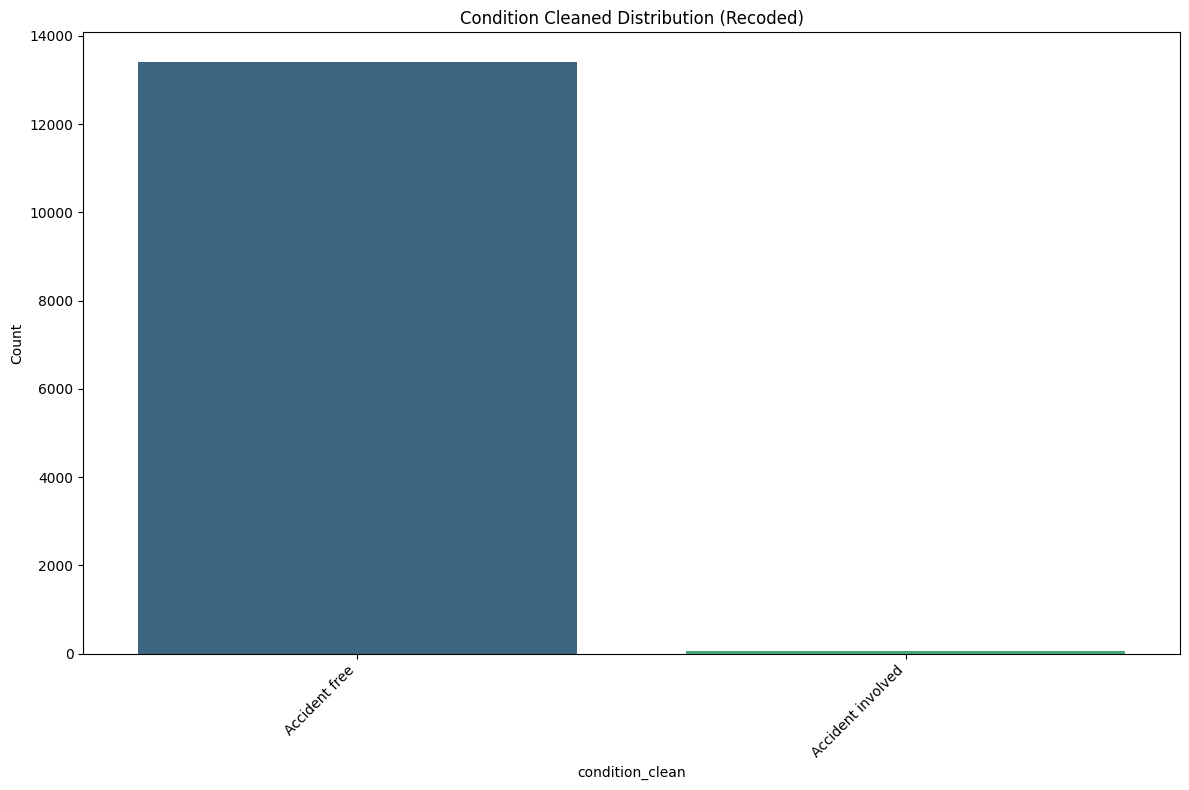 Condition Cleaned Distribution (Recoded)
14000
12000
10000
8000
6000
4000
2000
0
Count
Accident free
Accident involved
condition_clean